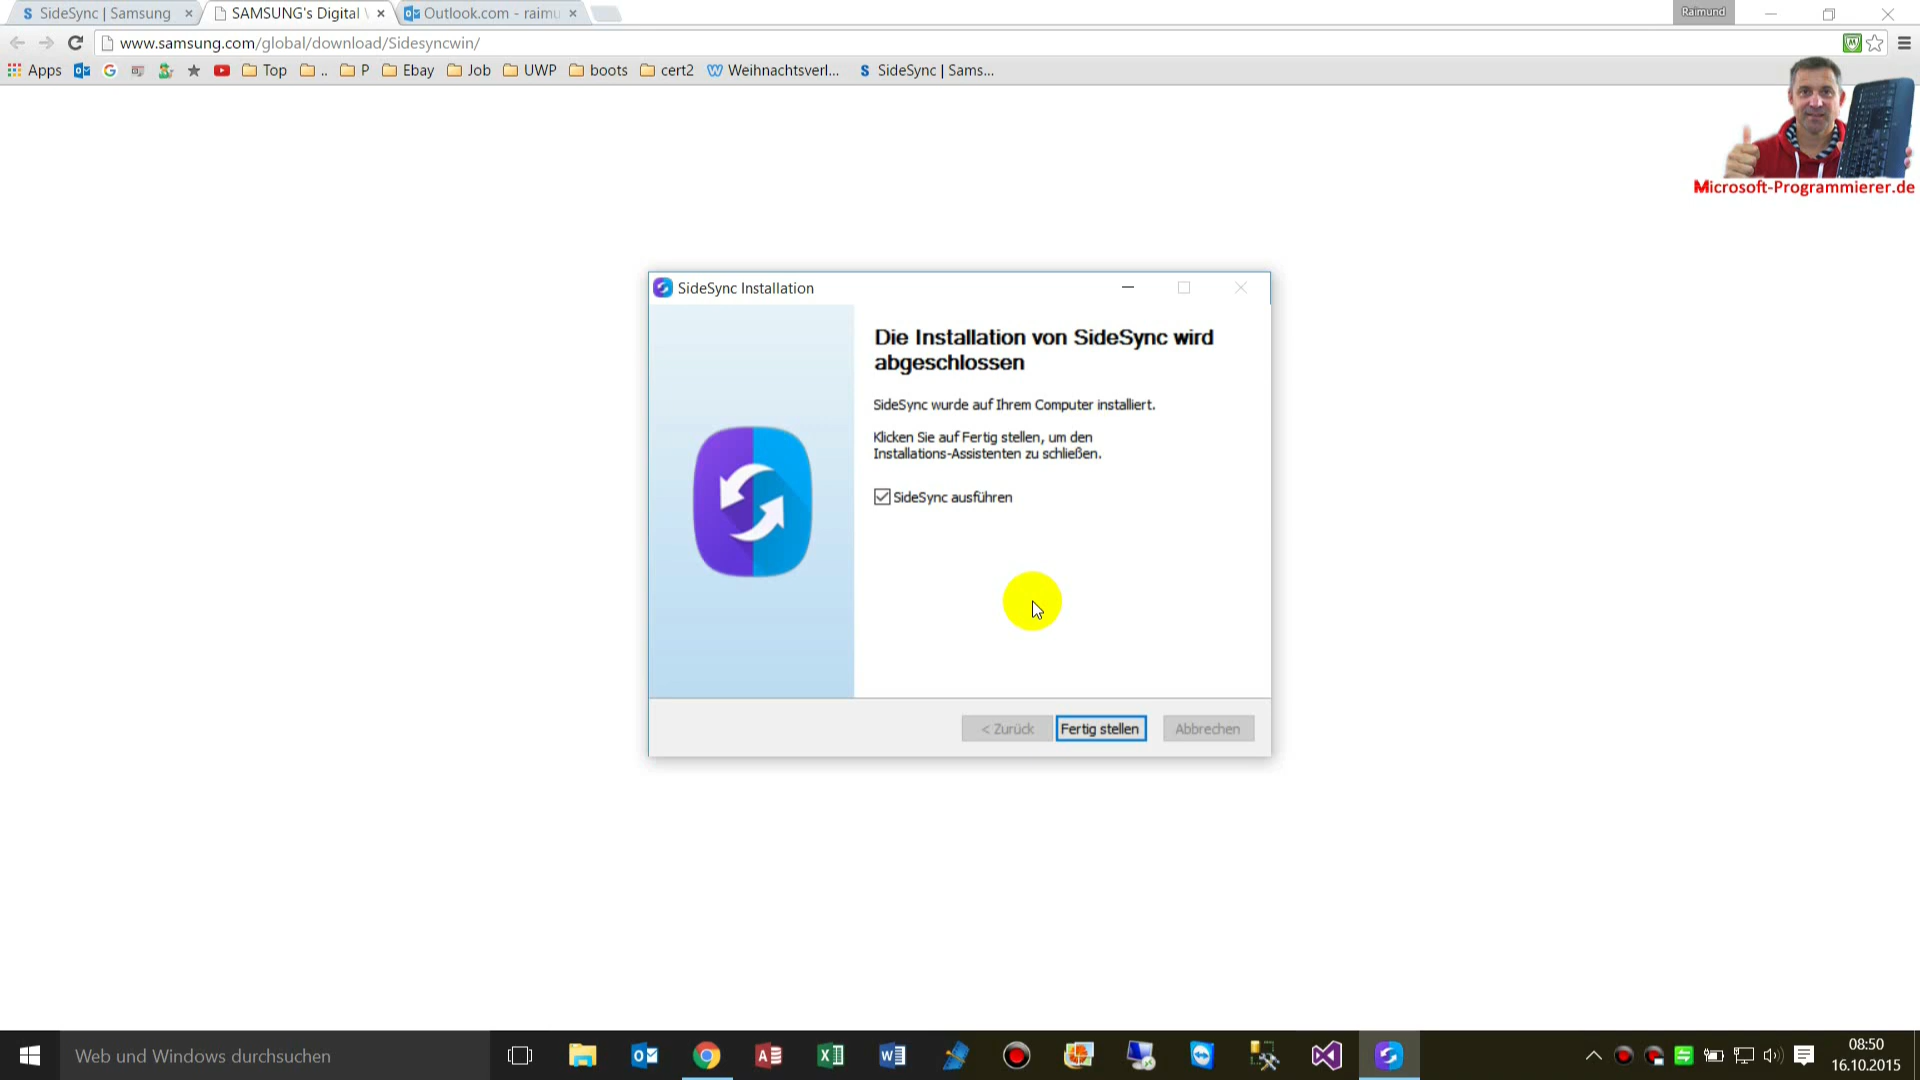 SideSync | Samsung
SAMSUNG's Digital
Outlook.com - raimu
Raimund
www.samsung.com/global/download/Sidesyncwin/
Apps
Top
..
P
Ebay
Job
UWP
boots
cert2
Weihnachtsverl...
SideSync | Sams...
Microsoft-Programmierer.de
SideSync Installation
Die Installation von SideSync wird
abgeschlossen
SideSync wurde auf Ihrem Computer installiert.
Klicken Sie auf Fertig stellen, um den
Installations-Assistenten zu schließen.
SideSync ausführen
< Zurück
Fertig stellen
Abbrechen
Web und Windows durchsuchen
08:50
16.10.2015